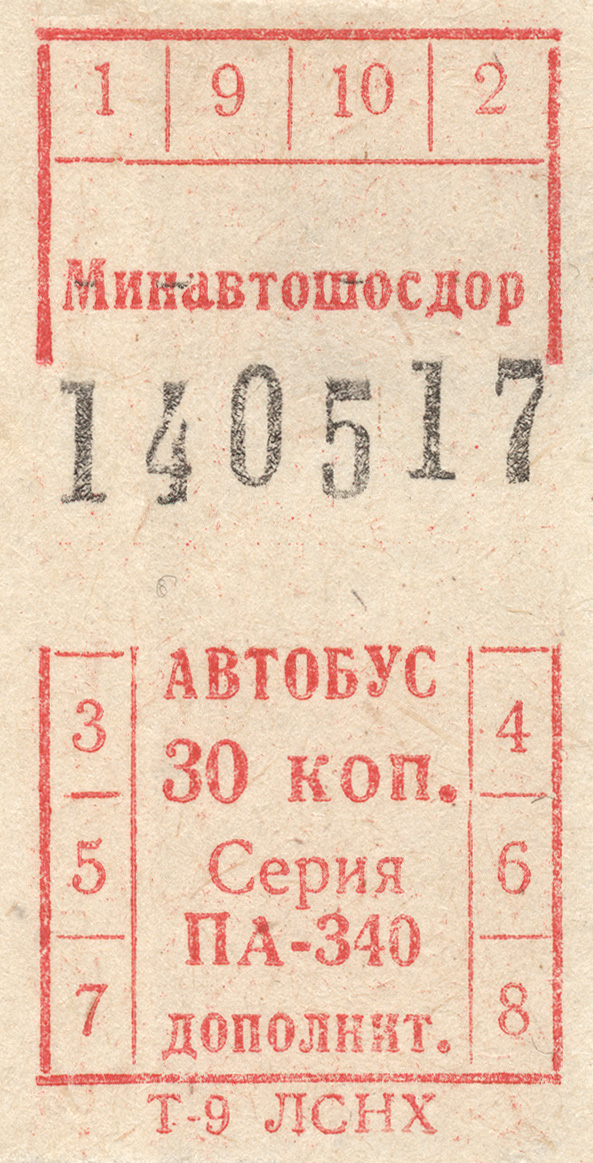 1 9 10 2
Минавтошосдор
140517
АВТОБУС
3 4
30 коп.
5 6
Серия
ПА-340
7 8
дополнит.
Т-9 ЛСНХ